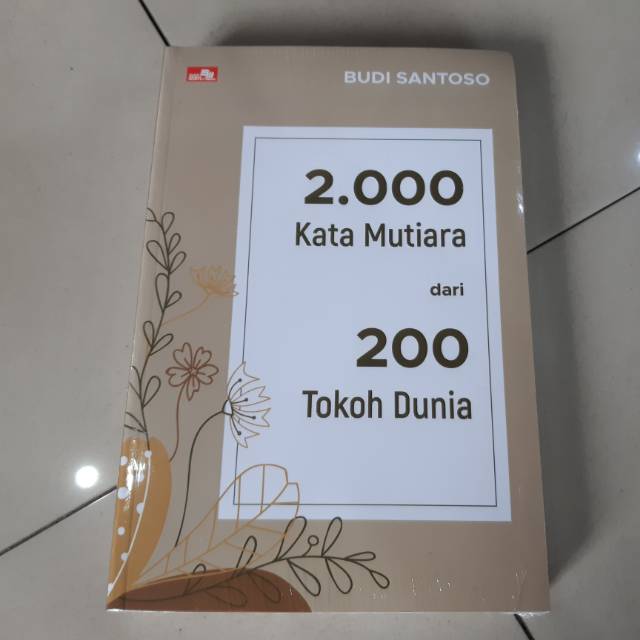 BUDI SANTOSO
2.000
Kata Mutiara
dari
200
Tokoh Dunia